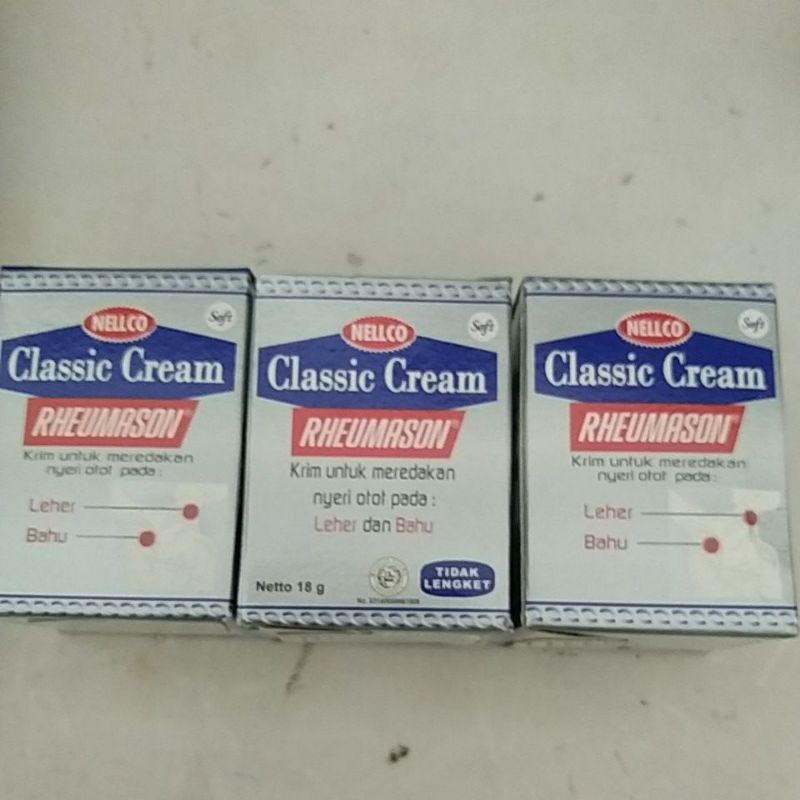 NELLCO
Soft
Classic Cream
RHEUMASON®
Krim untuk meredakan
nyeri otot pada :
Leher
Bahu
NELLCO
Soft
Classic Cream
RHEUMASON®
Krim untuk meredakan
nyeri otot pada :
Leher dan Bahu
Netto 18 g
TIDAK
LENGKET
NELLCO
Soft
Classic Cream
RHEUMASON®
Krim untuk meredakan
nyeri otot pada :
Leher
Bahu